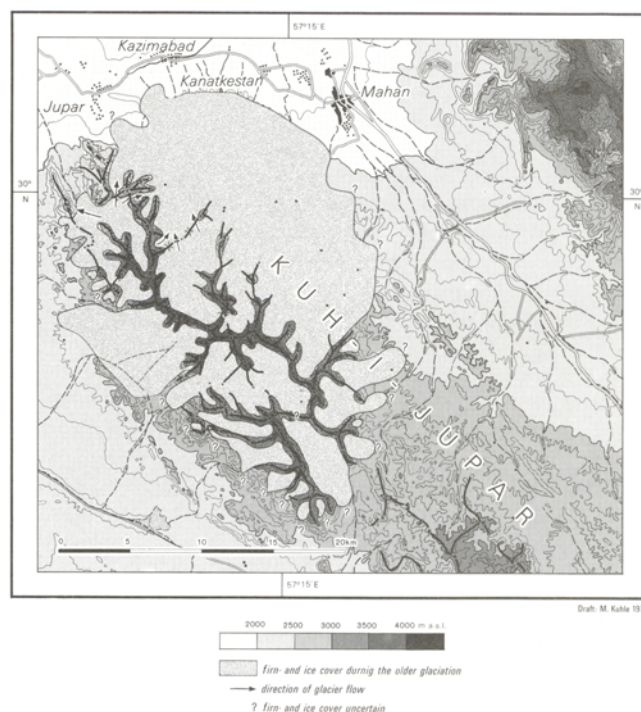 57°15´E
Kazimabad
Kanatkestan
Mahan
Jupar
30°
N
30°
N
KUH-I-JUPAR
?
?
?
?
?
?
?
?
?
0 5 10 15 20km
57°15´E
Draft: M. Kuhle 19
2000 2500 3000 3500 4000 m a.s.l.
firn- and ice cover durnig the older glaciation
direction of glacier flow
? firn- and ice cover uncertain